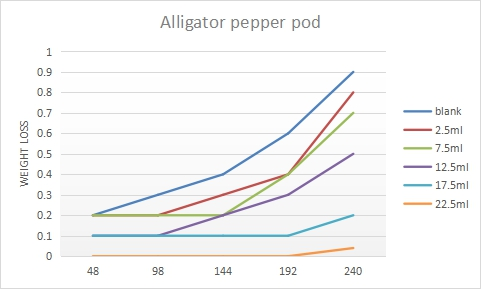 Alligator pepper pod
WEIGHT LOSS
1
0.9
0.8
0.7
0.6
0.5
0.4
0.3
0.2
0.1
0
48 98 144 192 240
blank
2.5ml
7.5ml
12.5ml
17.5ml
22.5ml